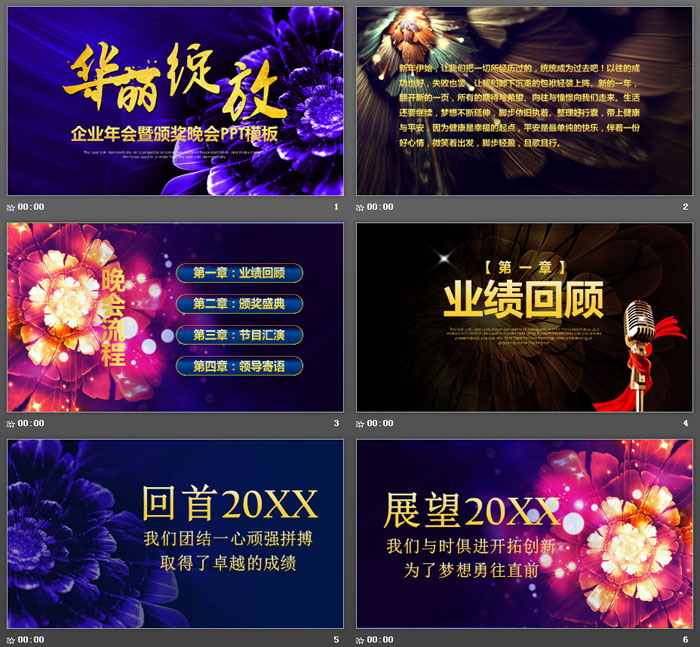 华丽绽放
企业年会暨颁奖晚会PPT模板
00:00
1
新年伊始，让我们把一切所经历过的，统统成为过去吧！以往的成
功也好，失败也罢，让我们卸下沉重的包袱轻装上阵。新的一年，
翻开新的一页，所有的期待与希望、向往与憧憬向我们走来。生活
还要继续，梦想不断延伸，脚步依旧执着。整理好行囊，带上健康
与平安，因为健康是幸福的起点，平安是最单纯的快乐，伴着一份
好心情，微笑着出发，脚步轻盈，且歌且行。
00:00
2
晚会流程
第一章：业绩回顾
第二章：颁奖盛典
第三章：节目汇演
第四章：领导寄语
00:00
3
【第一章】
业绩回顾
00:00
4
回首20XX
我们团结一心顽强拼搏
取得了卓越的成绩
00:00
5
展望20XX
我们与时俱进开拓创新
为了梦想勇往直前
00:00
6